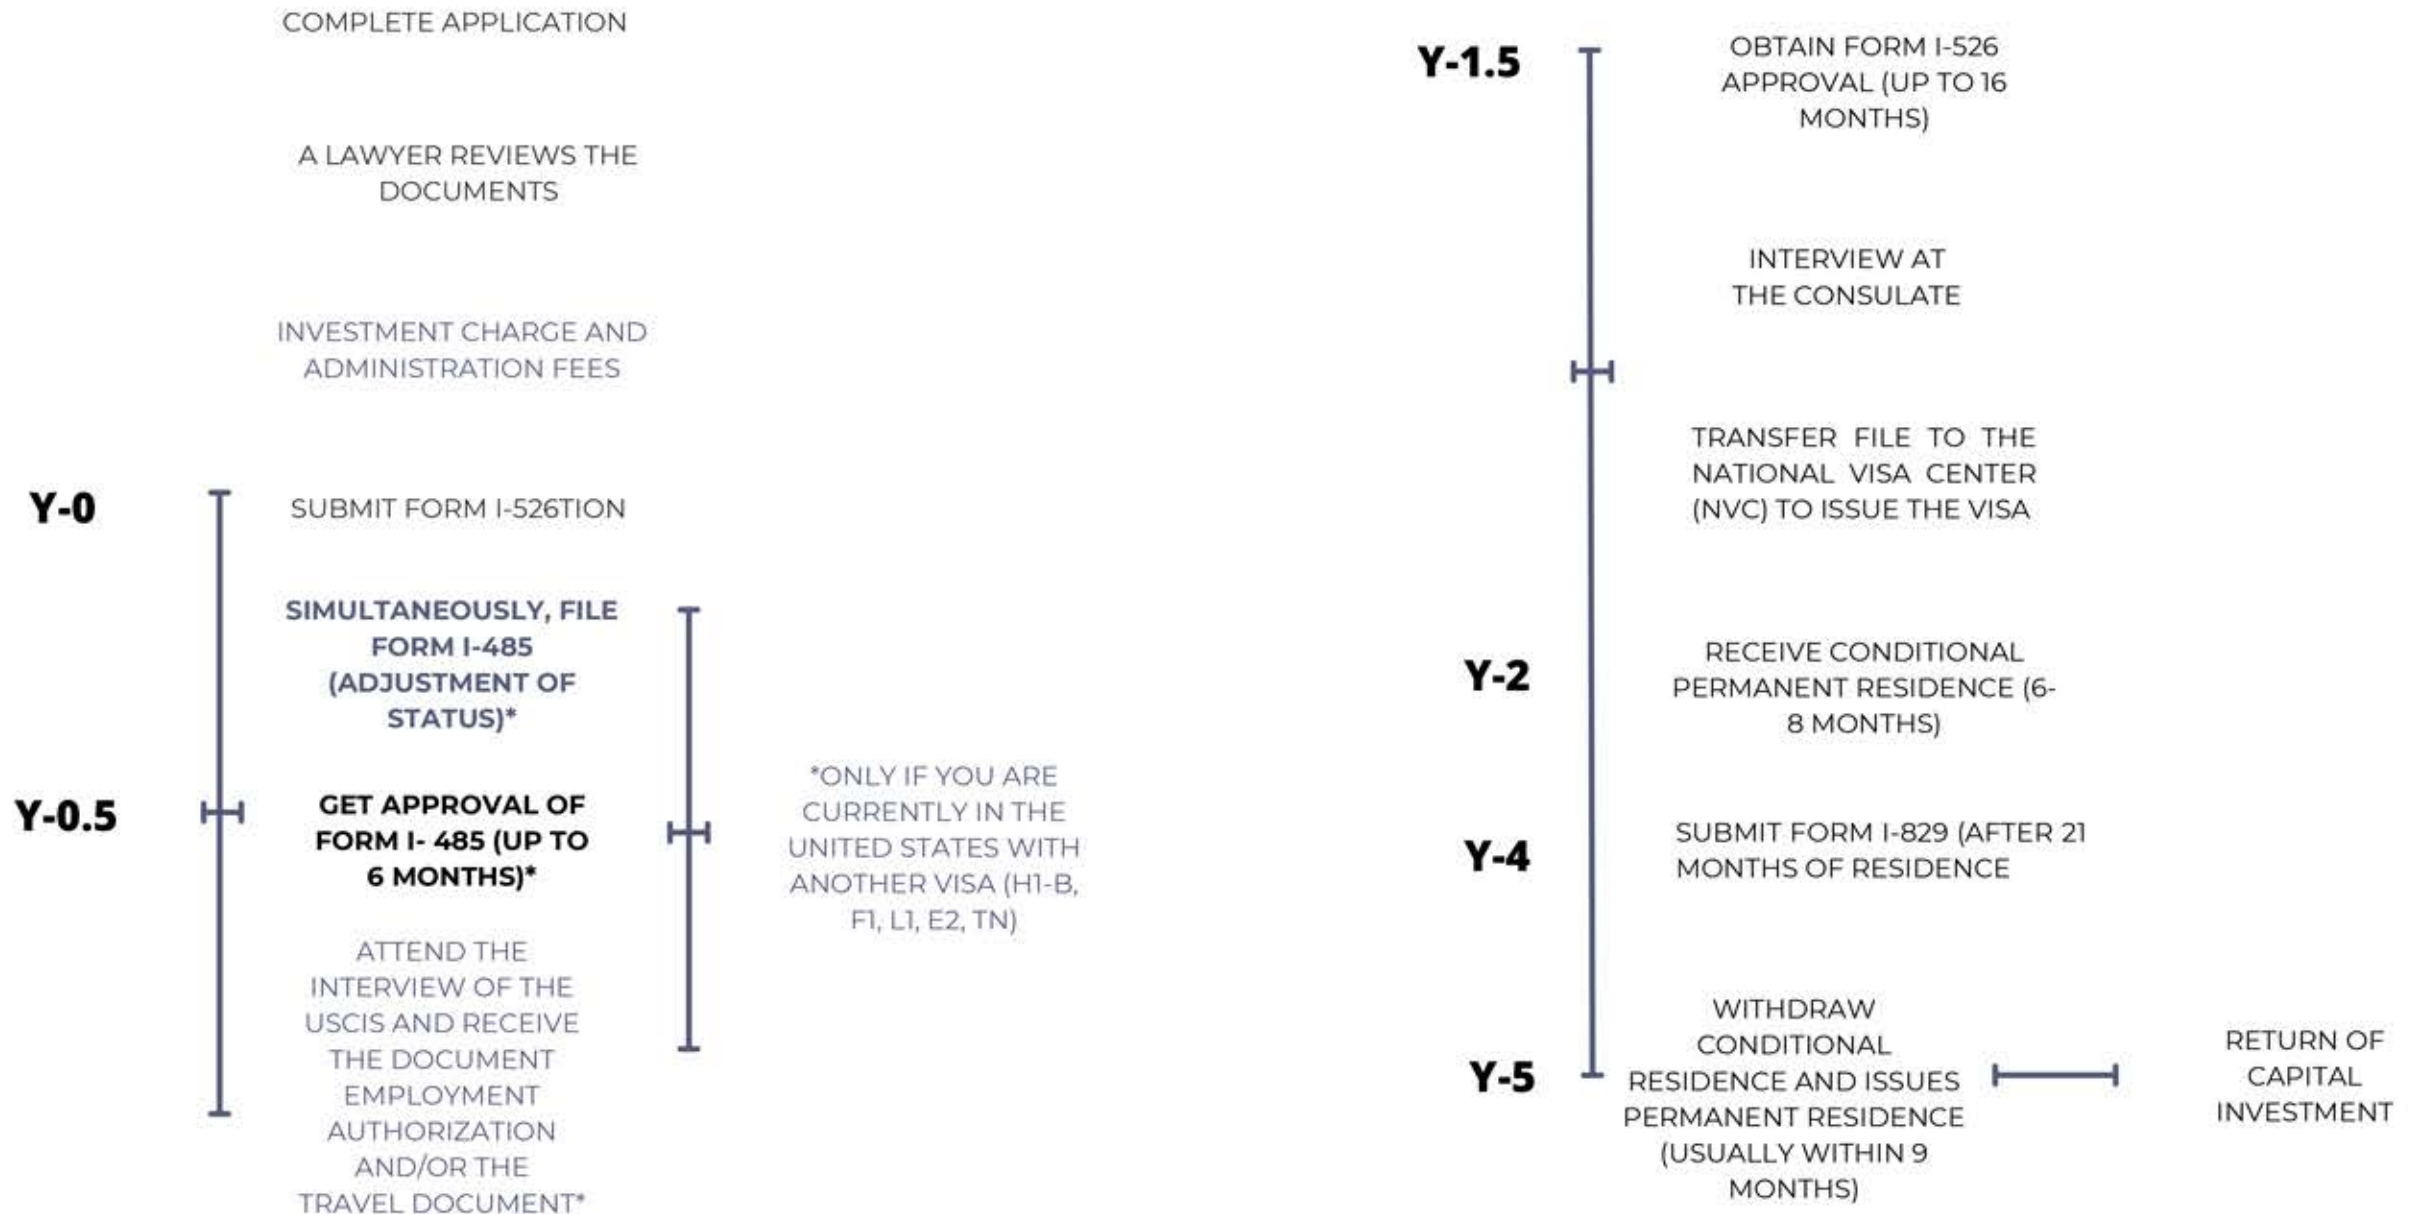 COMPLETE APPLICATION
A LAWYER REVIEWS THE
DOCUMENTS
INVESTMENT CHARGE AND
ADMINISTRATION FEES
Y-0
SUBMIT FORM I-526TION
SIMULTANEOUSLY, FILE
FORM I-485
(ADJUSTMENT OF
STATUS)*
Y-0.5
GET APPROVAL OF
FORM I- 485 (UP TO
6 MONTHS)*
ATTEND THE
INTERVIEW OF THE
USCIS AND RECEIVE
THE DOCUMENT
EMPLOYMENT
AUTHORIZATION
AND/OR THE
TRAVEL DOCUMENT*
*ONLY IF YOU ARE
CURRENTLY IN THE
UNITED STATES WITH
ANOTHER VISA (H1-B,
F1, L1, E2, TN)
Y-1.5
OBTAIN FORM I-526
APPROVAL (UP TO 16
MONTHS)
INTERVIEW AT
THE CONSULATE
TRANSFER FILE TO THE
NATIONAL VISA CENTER
(NVC) TO ISSUE THE VISA
Y-2
RECEIVE CONDITIONAL
PERMANENT RESIDENCE (6-
8 MONTHS)
Y-4
SUBMIT FORM I-829 (AFTER 21
MONTHS OF RESIDENCE
Y-5
WITHDRAW
CONDITIONAL
RESIDENCE AND ISSUES
PERMANENT RESIDENCE
(USUALLY WITHIN 9
MONTHS)
RETURN OF
CAPITAL
INVESTMENT